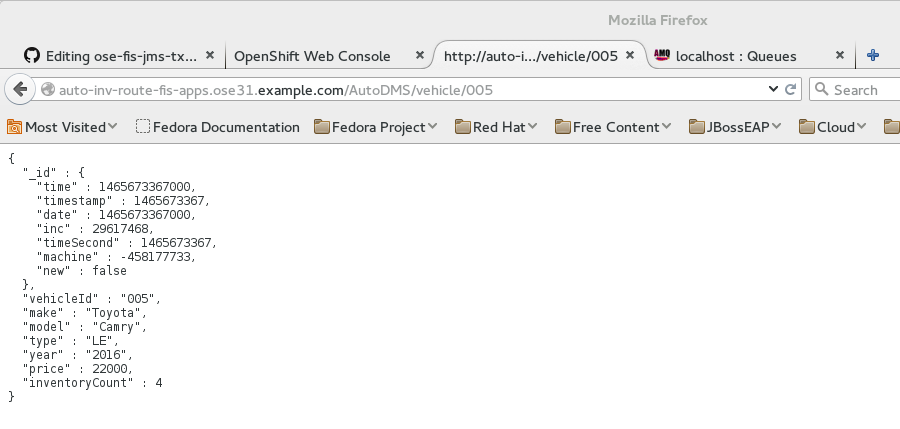 Mozilla Firefox
Editing ose-fis-jms-tx... × OpenShift Web Console × http://auto-i.../vehicle/005 × AMQ localhost : Queues ×
auto-inv-route-fis-apps.ose31.example.com/AutoDMS/vehicle/005 Search
Most Visited Fedora Documentation Fedora Project Red Hat Free Content JBossEAP Cloud
{
  "_id" : {
    "time" : 1465673367000,
    "timestamp" : 1465673367,
    "date" : 1465673367000,
    "inc" : 29617468,
    "timeSecond" : 1465673367,
    "machine" : -458177733,
    "new" : false
  },
  "vehicleId" : "005",
  "make" : "Toyota",
  "model" : "Camry",
  "type" : "LE",
  "year" : "2016",
  "price" : 22000,
  "inventoryCount" : 4
}